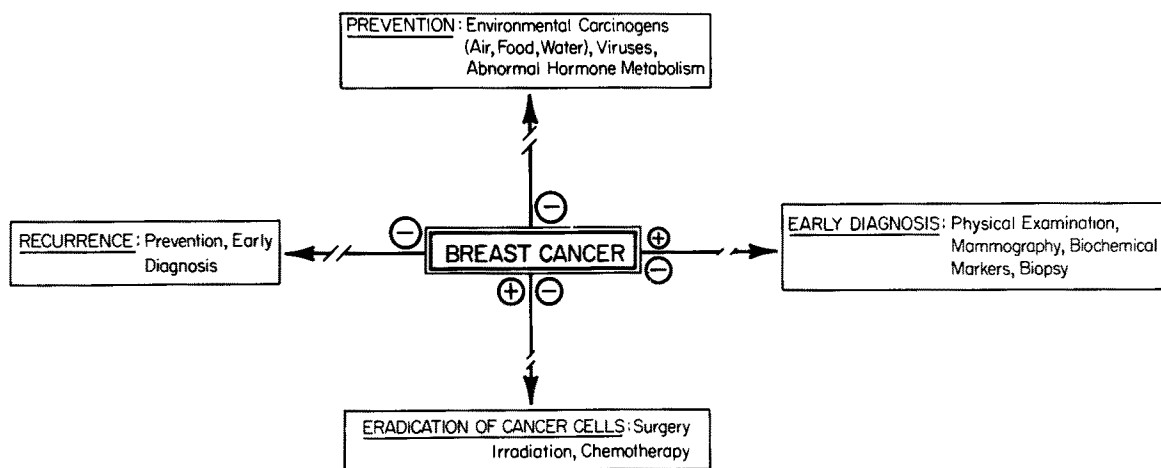 PREVENTION: Environmental Carcinogens
(Air, Food, Water), Viruses,
Abnormal Hormone Metabolism
RECURRENCE: Prevention, Early
Diagnosis
BREAST CANCER
EARLY DIAGNOSIS: Physical Examination,
Mammography, Biochemical
Markers, Biopsy
ERADICATION OF CANCER CELLS: Surgery
Irradiation, Chemotherapy